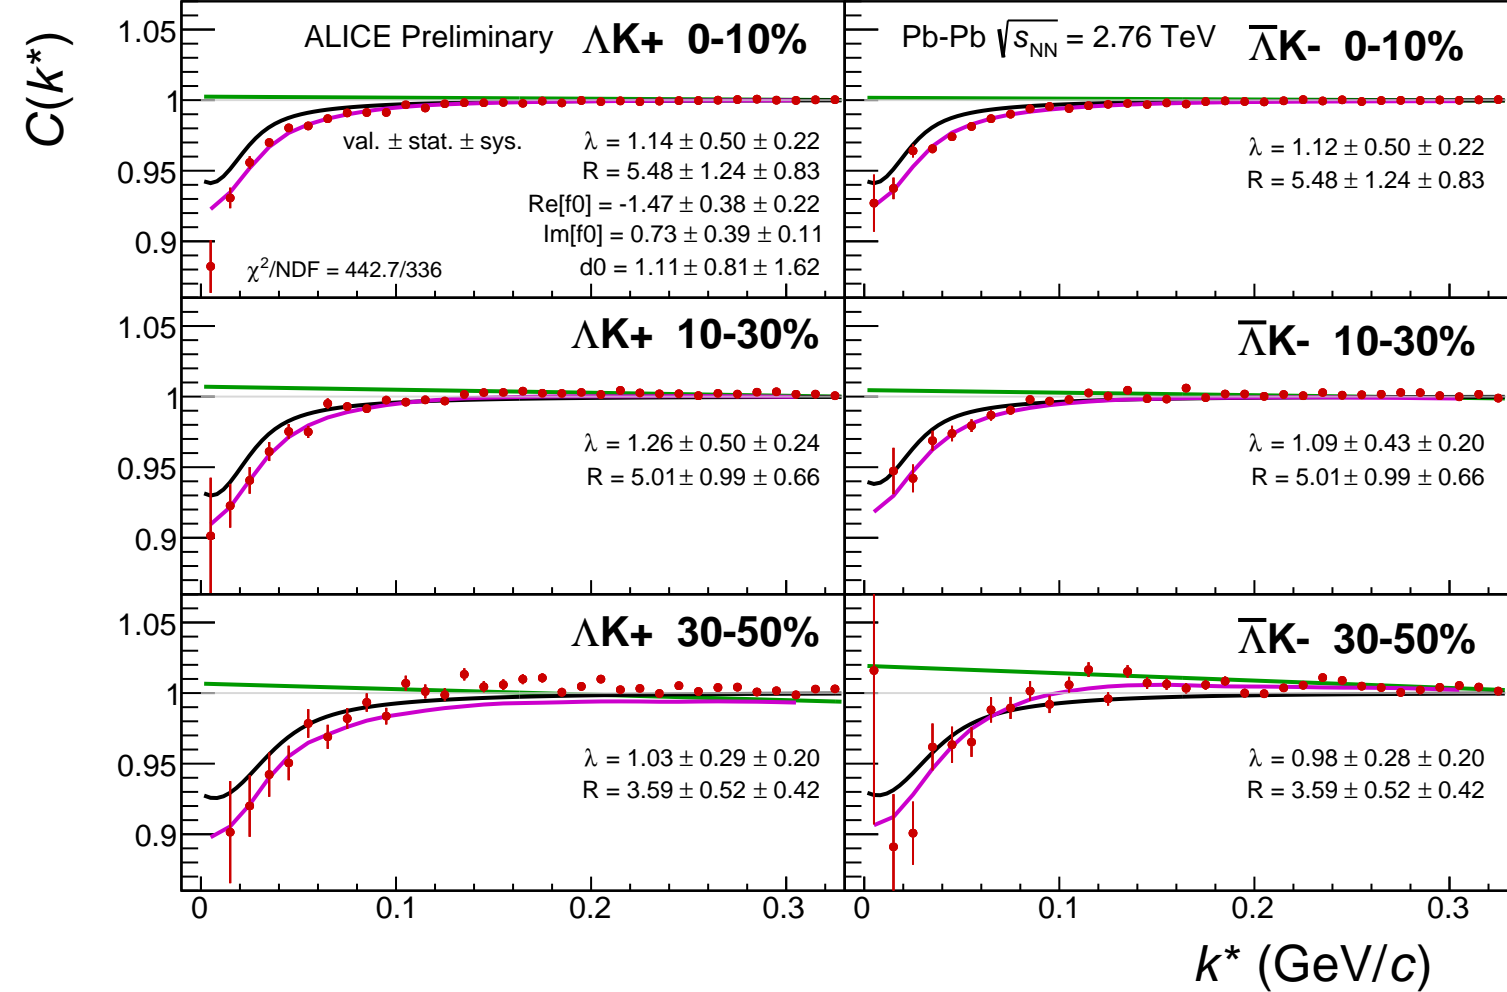 C(k*)
ALICE Preliminary ΛK+ 0-10%
val. ± stat. ± sys.
λ = 1.14 ± 0.50 ± 0.22
R = 5.48 ± 1.24 ± 0.83
Re[f0] = -1.47 ± 0.38 ± 0.22
Im[f0] = 0.73 ± 0.39 ± 0.11
d0 = 1.11 ± 0.81 ± 1.62
χ²/NDF = 442.7/336
1.05
1
0.95
0.9
Pb-Pb √s_NN = 2.76 TeV Λ̅K- 0-10%
λ = 1.12 ± 0.50 ± 0.22
R = 5.48 ± 1.24 ± 0.83
ΛK+ 10-30%
λ = 1.26 ± 0.50 ± 0.24
R = 5.01 ± 0.99 ± 0.66
1.05
1
0.95
0.9
Λ̅K- 10-30%
λ = 1.09 ± 0.43 ± 0.20
R = 5.01 ± 0.99 ± 0.66
ΛK+ 30-50%
λ = 1.03 ± 0.29 ± 0.20
R = 3.59 ± 0.52 ± 0.42
1.05
1
0.95
0.9
Λ̅K- 30-50%
λ = 0.98 ± 0.28 ± 0.20
R = 3.59 ± 0.52 ± 0.42
0 0.1 0.2 0.3
0 0.1 0.2 0.3
k* (GeV/c)